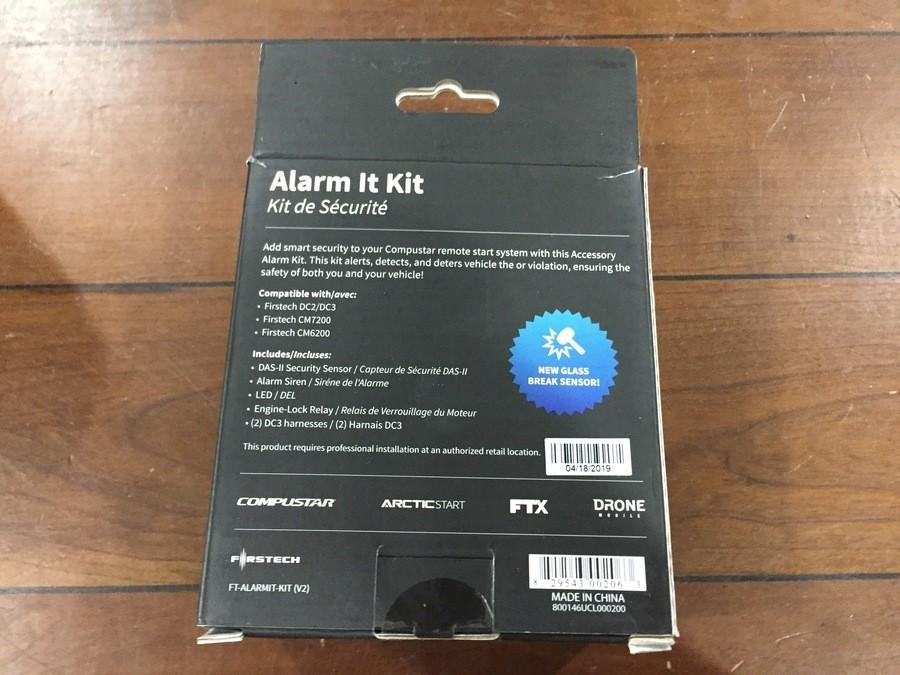 Alarm It Kit
Kit de Sécurité
Add smart security to your Compustar remote start system with this Accessory
Alarm Kit. This kit alerts, detects, and deters vehicle the or violation, ensuring the
safety of both you and your vehicle!
Compatible with/avec:
• Firstech DC2/DC3
• Firstech CM7200
• Firstech CM6200
Includes/Incluses:
• DAS-II Security Sensor / Capteur de Sécurité DAS-II
• Alarm Siren / Siréne de l'Alarme
• LED / DEL
• Engine-Lock Relay / Relais de Verrouillage du Moteur
• (2) DC3 harnesses / (2) Harnais DC3
NEW GLASS
BREAK SENSOR!
This product requires professional installation at an authorized retail location.
04/18/2019
COMPUSTAR ARCTICSTART FTX DRONE
MOBILE
FIRSTECH
FT-ALARMIT-KIT (V2)
8 29543 00206 1
MADE IN CHINA
800146UCL000200